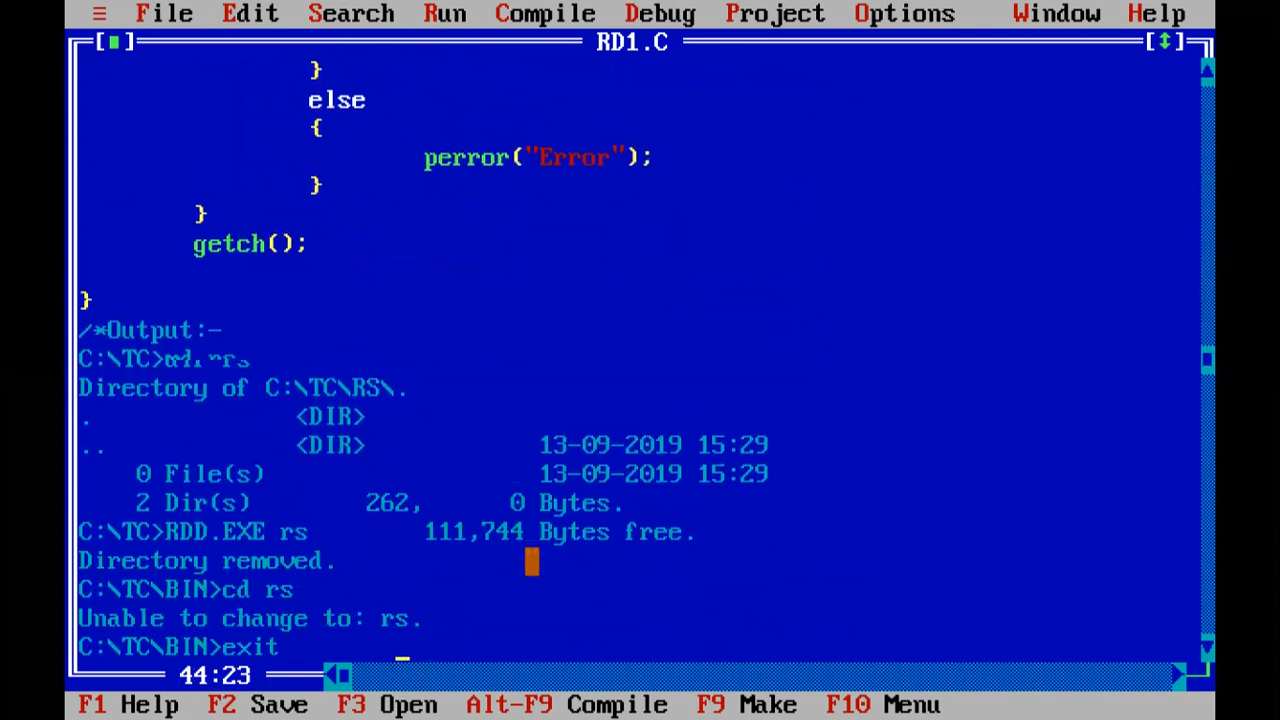 ≡ File Edit Search Run Compile Debug Project Options Window Help
[■] RD1.C [↕]
}
else
{
perror("Error");
}
}
getch();
}
/*Output:-
C:\TC>
Directory of C:\TC\RS\.
. <DIR>
.. <DIR> 13-09-2019 15:29
0 File(s) 13-09-2019 15:29
2 Dir(s) 262, 0 Bytes.
C:\TC>RDD.EXE rs 111,744 Bytes free.
Directory removed.
C:\TC\BIN>cd rs
Unable to change to: rs.
C:\TC\BIN>exit
44:23
F1 Help F2 Save F3 Open Alt-F9 Compile F9 Make F10 Menu